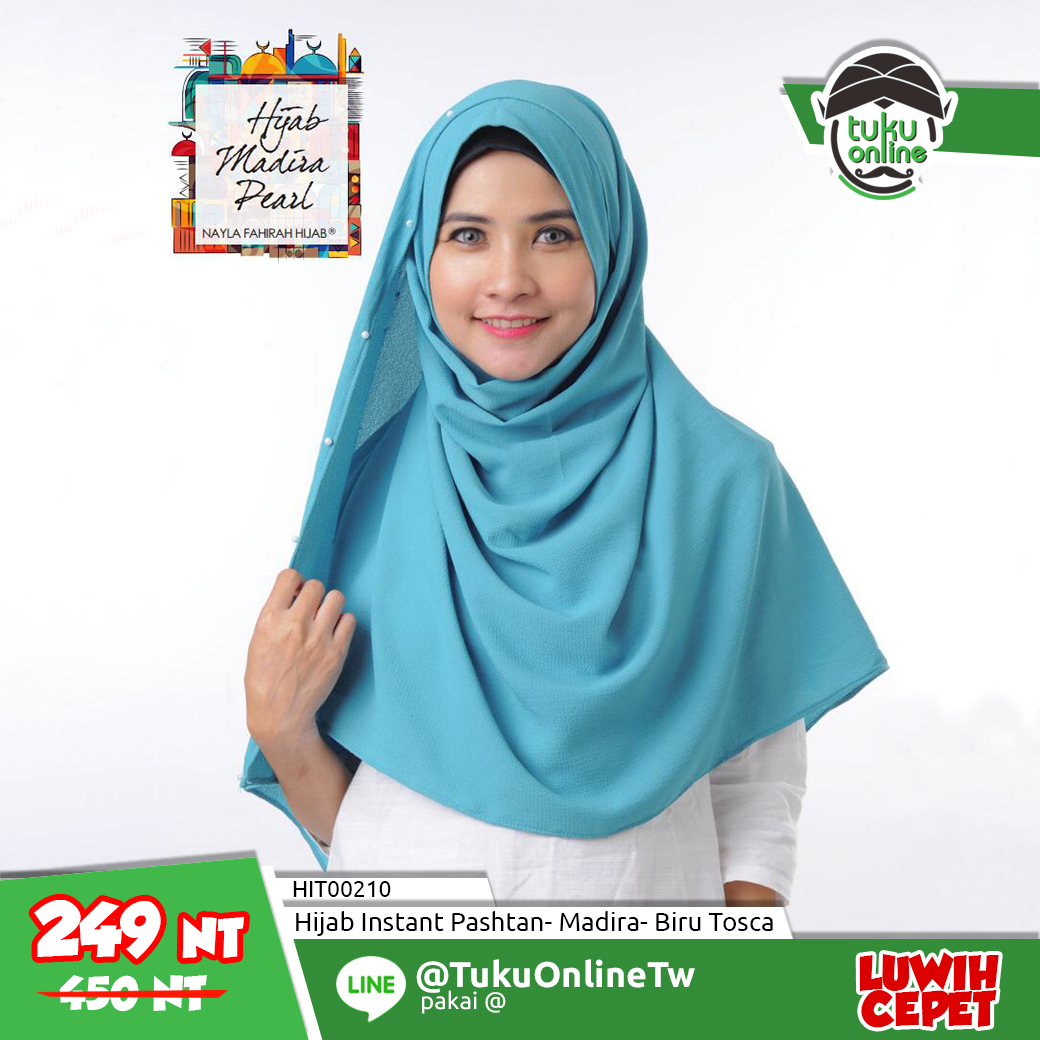 Hijab
Madira
Pearl
NAYLA FAHIRAH HIJAB®
tuku
online
HIT00210
Hijab Instant Pashtan- Madira- Biru Tosca
249 NT
450 NT
LINE
@TukuOnlineTw
pakai @
LUWIH
CEPET